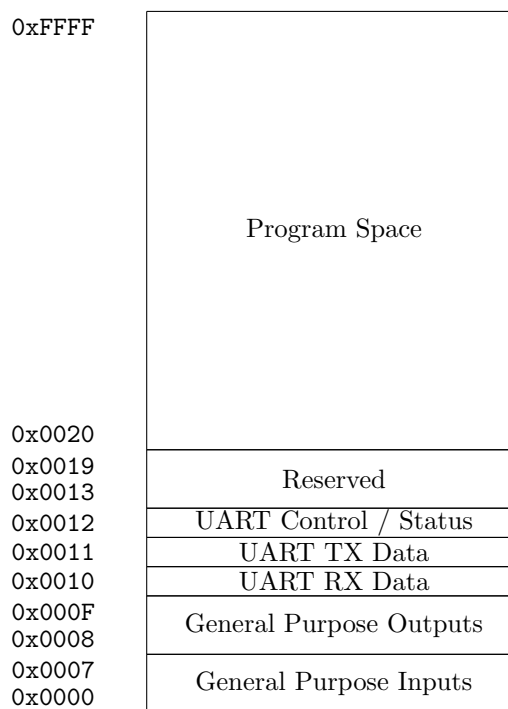 0xFFFF
Program Space
0x0020
0x0019
Reserved
0x0013
0x0012 UART Control / Status
0x0011 UART TX Data
0x0010 UART RX Data
0x000F
General Purpose Outputs
0x0008
0x0007
General Purpose Inputs
0x0000